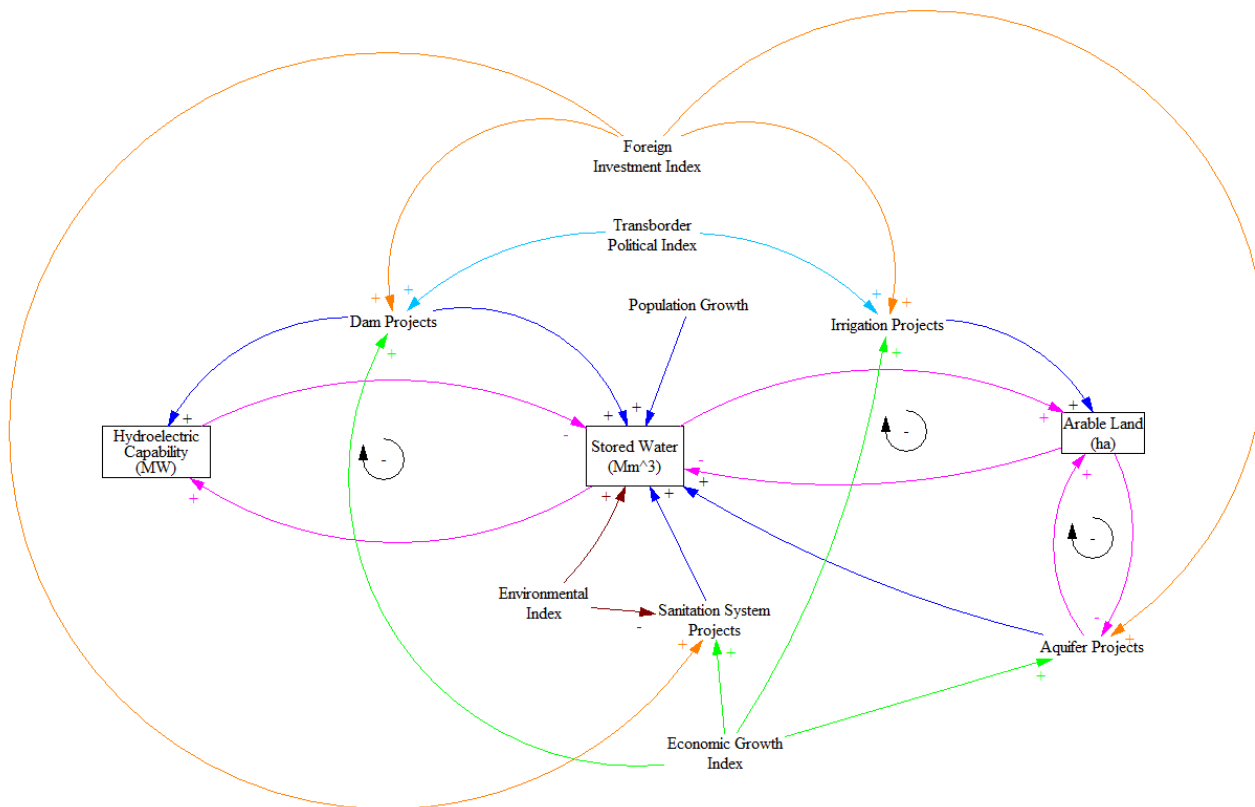 Foreign
Investment Index
Transborder
Political Index
Population Growth
+ +
+ +
Dam Projects
Irrigation Projects
+
+
+ +
+
+
+
+
-
Hydroelectric
Capability
(MW)
-
Stored Water
(Mm^3)
-
Arable Land
(ha)
-
+
+
+
+ +
-
Environmental
Index
-
Sanitation System
Projects
+
+
-
+
Aquifer Projects
+
Economic Growth
Index